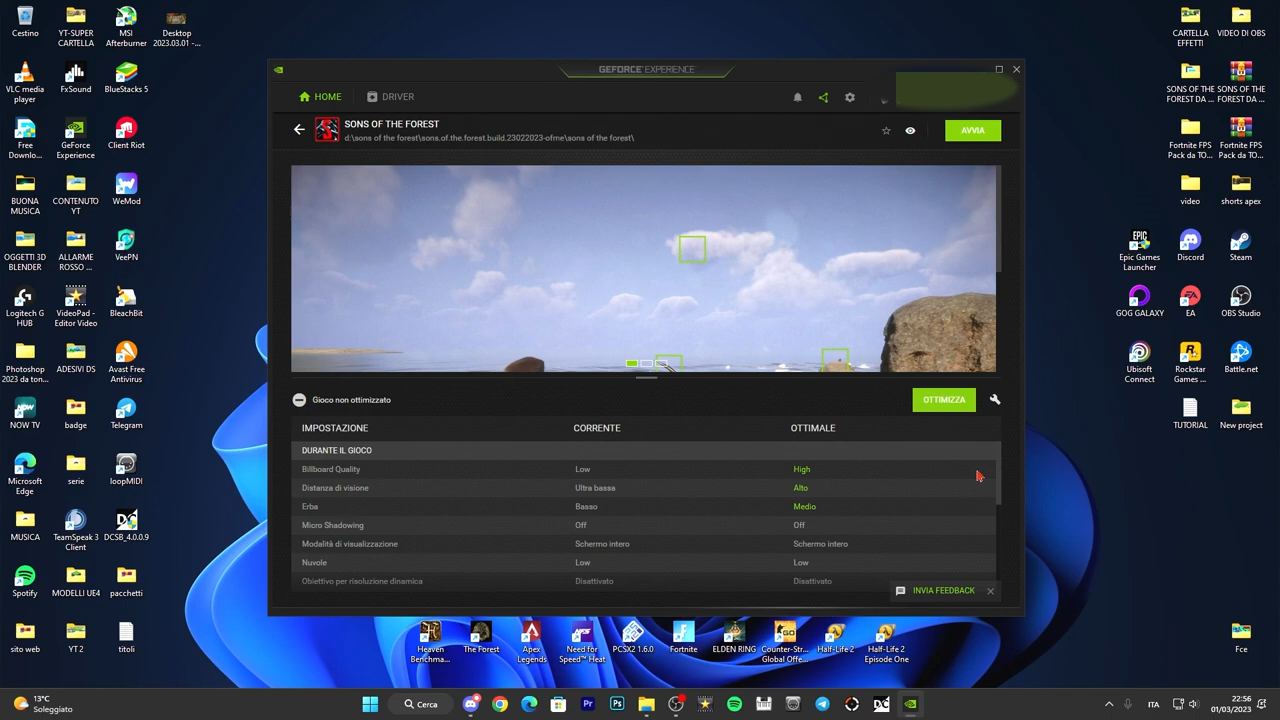 Cestino
YT-SUPER
CARTELLA
MSI
Afterburner
Desktop
2023.03.01 -...
VLC media
player
FxSound
BlueStacks 5
Free
Downlo...
GeForce
Experience
Client Riot
BUONA
MUSICA
CONTENUTO
YT
WeMod
OGGETTI 3D
BLENDER
ALLARME
ROSSO ...
VeePN
Logitech G
HUB
VideoPad -
Editor Video
BleachBit
Photoshop
2023 da ton...
ADESIVI DS
Avast Free
Antivirus
NOW TV
badge
Telegram
Microsoft
Edge
serie
loopMIDI
MUSICA
TeamSpeak 3
Client
DCSB_4.0.0.9
Spotify
MODELLI UE4
pacchetti
sito web
YT 2
titoli
GEFORCE EXPERIENCE
HOME
DRIVER
SONS OF THE FOREST
d:\sons of the forest\sons.of.the.forest.build.23022023-ofme\sons of the forest\
AVVIA
Gioco non ottimizzato
OTTIMIZZA
IMPOSTAZIONE CORRENTE OTTIMALE
DURANTE IL GIOCO
Billboard Quality Low High
Distanza di visione Ultra bassa Alto
Erba Basso Medio
Micro Shadowing Off Off
Modalità di visualizzazione Schermo intero Schermo intero
Nuvole Low Low
Obiettivo per risoluzione dinamica Disattivato Disattivato
INVIA FEEDBACK
CARTELLA
EFFETTI
VIDEO DI OBS
SONS OF THE
FOREST DA ...
SONS OF THE
FOREST DA ...
Fortnite FPS
Pack da TO...
Fortnite FPS
Pack da TO...
video
shorts apex
EPIC
GAMES
Epic Games
Launcher
Discord
Steam
GOG GALAXY
EA
OBS Studio
Ubisoft
Connect
Rockstar
Games ...
Battle.net
TUTORIAL
New project
Fce
Heaven
Benchma...
The Forest
Apex
Legends
Need for
Speed™ Heat
PCSX2 1.6.0
Fortnite
ELDEN RING
Counter-Str...
Global Offe...
Half-Life 2
Half-Life 2
Episode One
13°C
Soleggiato
Cerca
ITA
22:56
01/03/2023